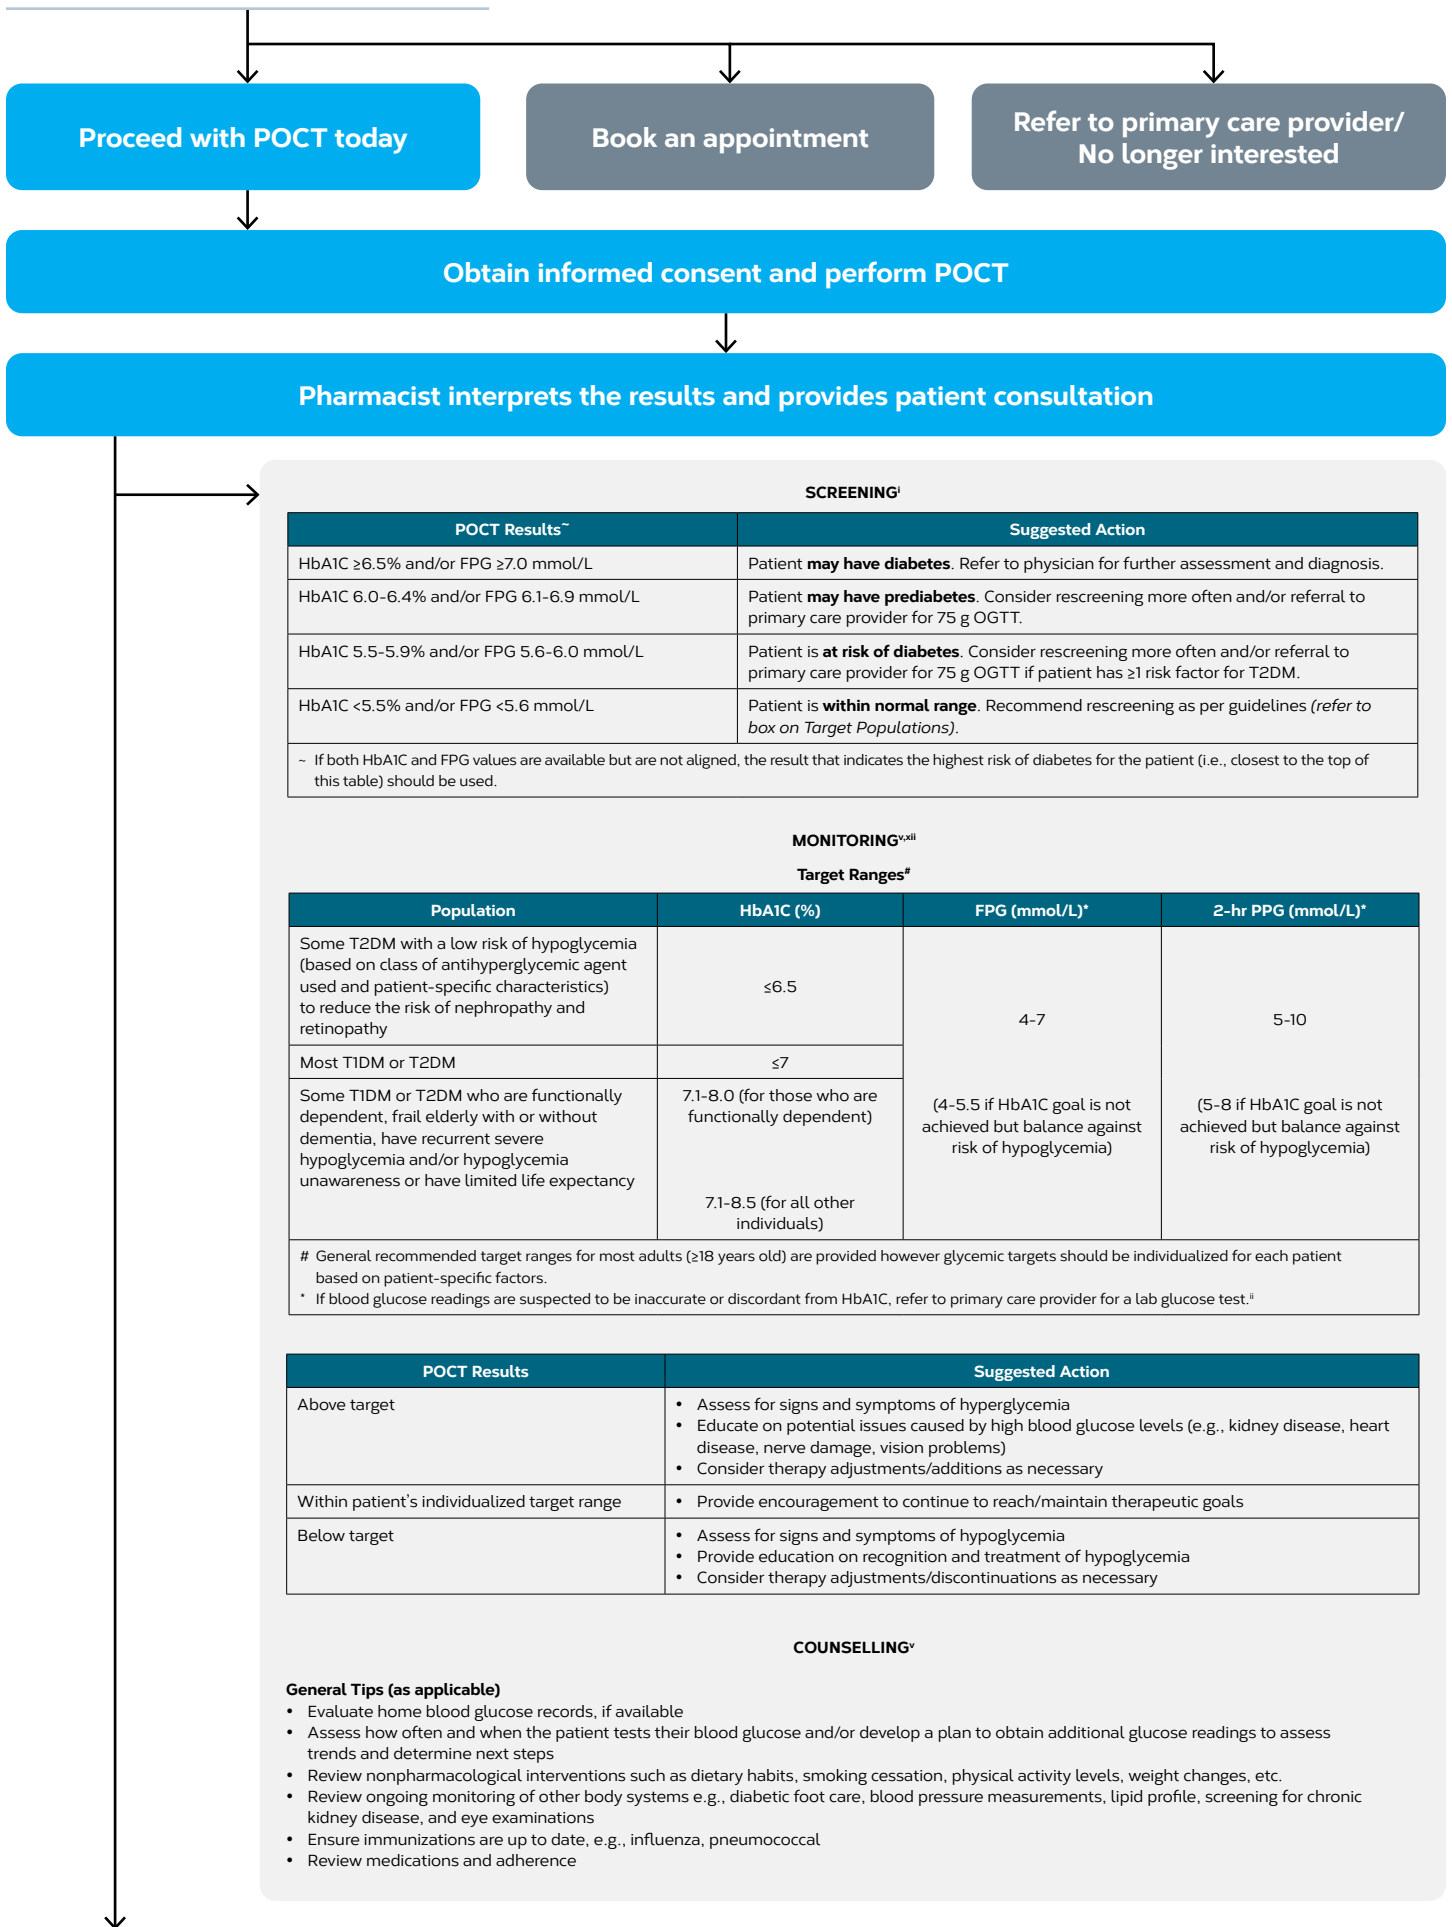 Proceed with POCT today
Book an appointment
Refer to primary care provider/
No longer interested
Obtain informed consent and perform POCT
Pharmacist interprets the results and provides patient consultation
SCREENINGⁱ
POCT Results~
Suggested Action
HbA1C ≥6.5% and/or FPG ≥7.0 mmol/L
Patient may have diabetes. Refer to physician for further assessment and diagnosis.
HbA1C 6.0-6.4% and/or FPG 6.1-6.9 mmol/L
Patient may have prediabetes. Consider rescreening more often and/or referral to
primary care provider for 75 g OGTT.
HbA1C 5.5-5.9% and/or FPG 5.6-6.0 mmol/L
Patient is at risk of diabetes. Consider rescreening more often and/or referral to
primary care provider for 75 g OGTT if patient has ≥1 risk factor for T2DM.
HbA1C <5.5% and/or FPG <5.6 mmol/L
Patient is within normal range. Recommend rescreening as per guidelines (refer to
box on Target Populations).
~ If both HbA1C and FPG values are available but are not aligned, the result that indicates the highest risk of diabetes for the patient (i.e., closest to the top of
this table) should be used.
MONITORINGᵛ,ˣⁱⁱ
Target Ranges#
Population
HbA1C (%)
FPG (mmol/L)*
2-hr PPG (mmol/L)*
Some T2DM with a low risk of hypoglycemia
(based on class of antihyperglycemic agent
used and patient-specific characteristics)
to reduce the risk of nephropathy and
retinopathy
≤6.5
4-7
5-10
Most T1DM or T2DM
≤7
Some T1DM or T2DM who are functionally
dependent, frail elderly with or without
dementia, have recurrent severe
hypoglycemia and/or hypoglycemia
unawareness or have limited life expectancy
7.1-8.0 (for those who are
functionally dependent)
7.1-8.5 (for all other
individuals)
(4-5.5 if HbA1C goal is not
achieved but balance against
risk of hypoglycemia)
(5-8 if HbA1C goal is not
achieved but balance against
risk of hypoglycemia)
# General recommended target ranges for most adults (≥18 years old) are provided however glycemic targets should be individualized for each patient
based on patient-specific factors.
* If blood glucose readings are suspected to be inaccurate or discordant from HbA1C, refer to primary care provider for a lab glucose test.ⁱⁱ
POCT Results
Suggested Action
Above target
• Assess for signs and symptoms of hyperglycemia
• Educate on potential issues caused by high blood glucose levels (e.g., kidney disease, heart
disease, nerve damage, vision problems)
• Consider therapy adjustments/additions as necessary
Within patient's individualized target range
• Provide encouragement to continue to reach/maintain therapeutic goals
Below target
• Assess for signs and symptoms of hypoglycemia
• Provide education on recognition and treatment of hypoglycemia
• Consider therapy adjustments/discontinuations as necessary
COUNSELLINGᵛ
General Tips (as applicable)
• Evaluate home blood glucose records, if available
• Assess how often and when the patient tests their blood glucose and/or develop a plan to obtain additional glucose readings to assess
trends and determine next steps
• Review nonpharmacological interventions such as dietary habits, smoking cessation, physical activity levels, weight changes, etc.
• Review ongoing monitoring of other body systems e.g., diabetic foot care, blood pressure measurements, lipid profile, screening for chronic
kidney disease, and eye examinations
• Ensure immunizations are up to date, e.g., influenza, pneumococcal
• Review medications and adherence